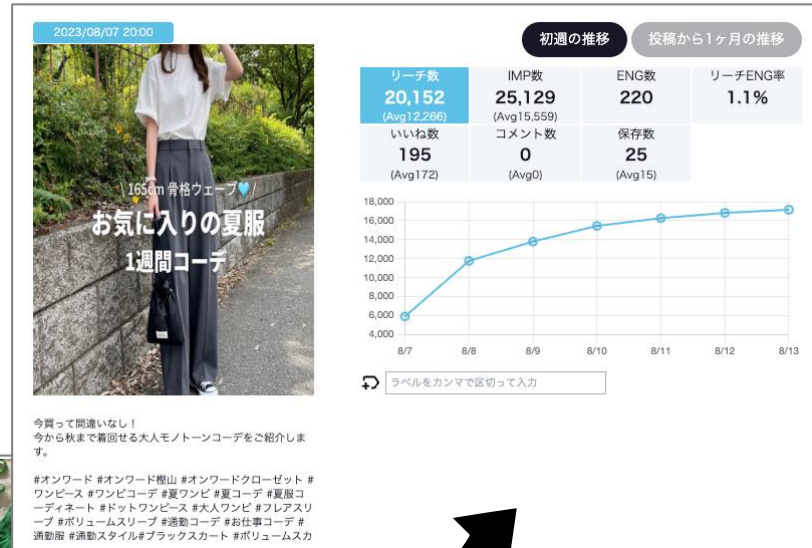 2023/08/07 20:00
\ 165cm 骨格ウェーブ🩵 /
お気に入りの夏服
1週間コーデ
今買って間違いなし！
今から秋まで着回せる大人モノトーンコーデをご紹介しま
す。
#オンワード #オンワード樫山 #オンワードクローゼット #
ワンピース #ワンピコーデ #夏ワンピ #夏コーデ #夏服コ
ーディネート #ドットワンピース #大人ワンピ #フレアスリ
ーブ #ボリュームスリーブ #通勤コーデ #お仕事コーデ #
通勤服 #通勤スタイル#ブラックスカート #ボリュームスカ
初週の推移
投稿から1ヶ月の推移
リーチ数
20,152
(Avg12,266)
IMP数
25,129
(Avg15,559)
ENG数
220
リーチENG率
1.1%
いいね数
195
(Avg172)
コメント数
0
(Avg0)
保存数
25
(Avg15)
18,000
16,000
14,000
12,000
10,000
8,000
6,000
4,000
8/7
8/8
8/9
8/10
8/11
8/12
8/13
ラベルをカンマで区切って入力